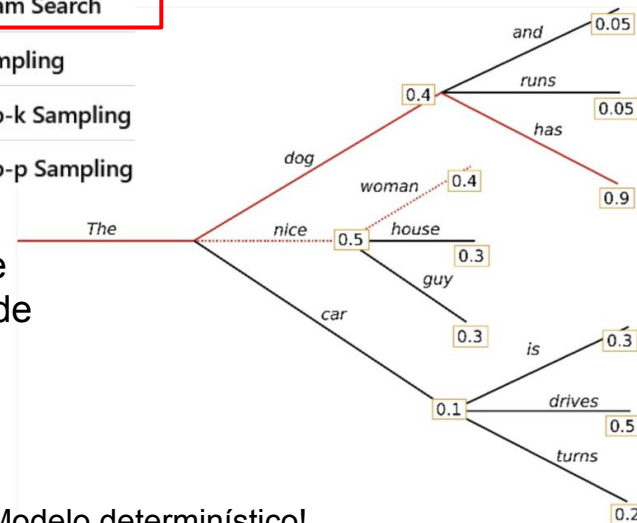 am Search
mpling
o-k Sampling
o-p Sampling
e
de
The
dog
nice
car
0.4
and
0.05
runs
0.05
has
0.9
0.5
woman
0.4
house
0.3
guy
0.3
0.1
is
0.3
drives
0.5
turns
0.2
Modelo determinístico!